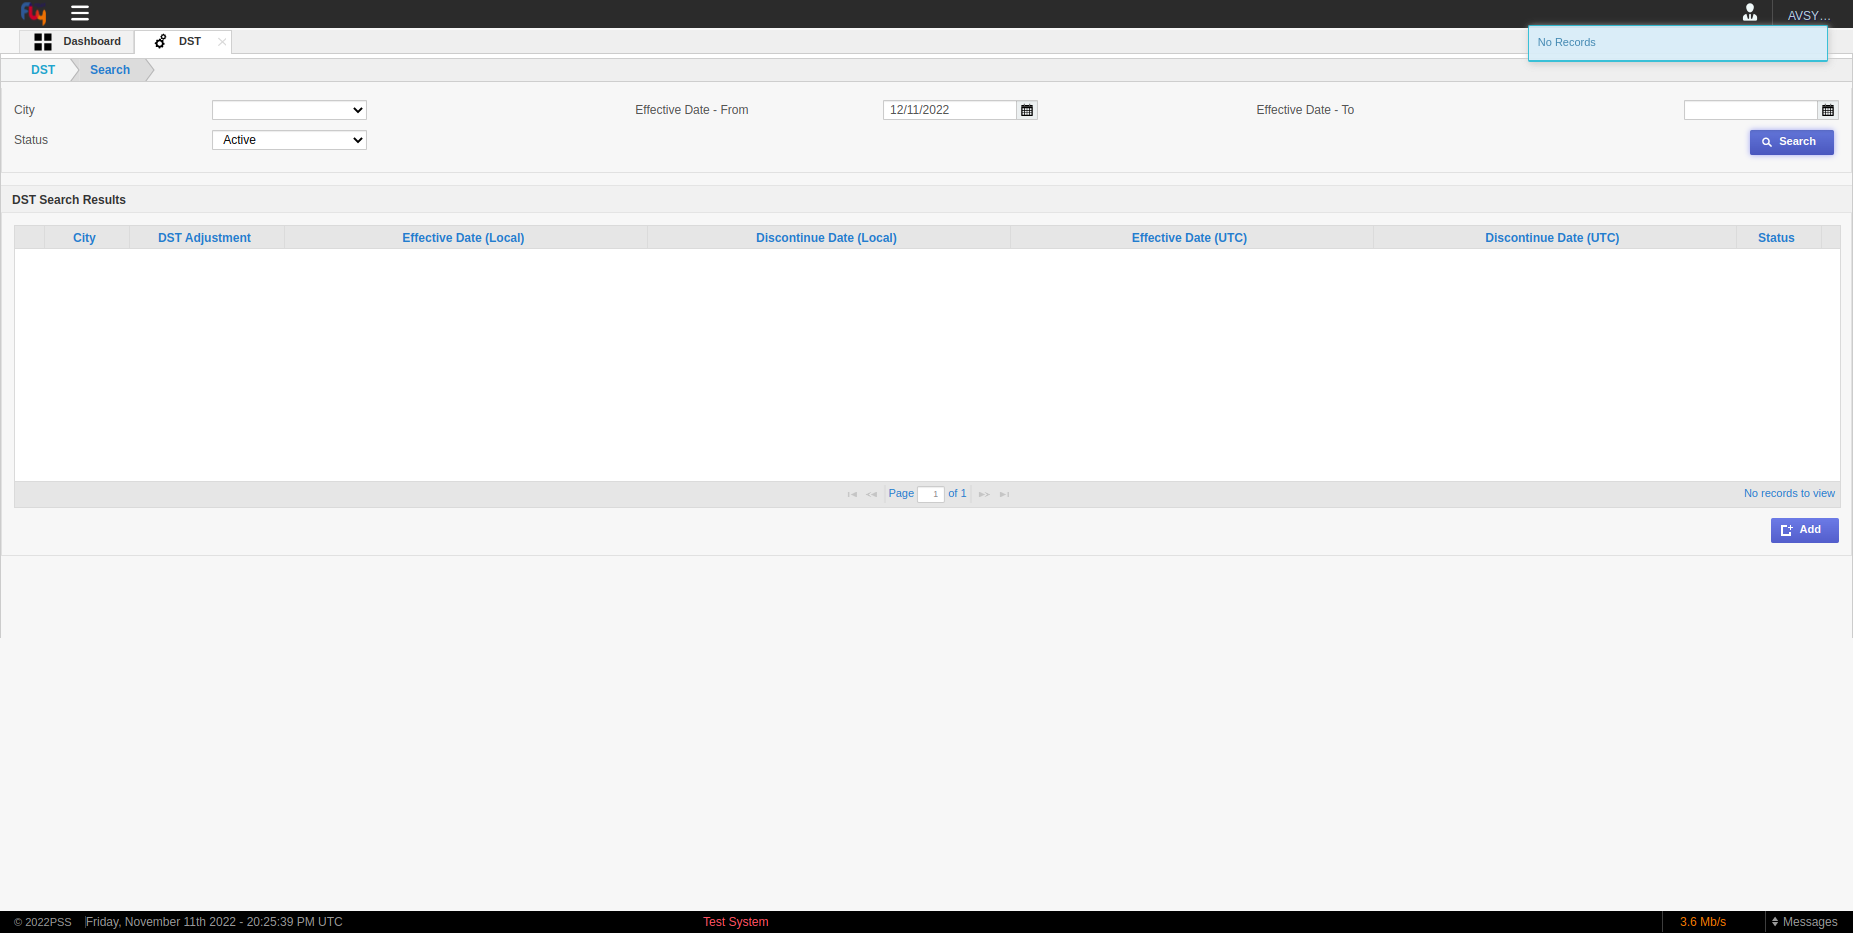 Fly
AVSY...
Dashboard
DST
No Records
DST
Search
City
Effective Date - From
12/11/2022
Effective Date - To
Status
Active
Search
DST Search Results
City
DST Adjustment
Effective Date (Local)
Discontinue Date (Local)
Effective Date (UTC)
Discontinue Date (UTC)
Status
Page 1 of 1
No records to view
Add
© 2022PSS
Friday, November 11th 2022 - 20:25:39 PM UTC
Test System
3.6 Mb/s
Messages